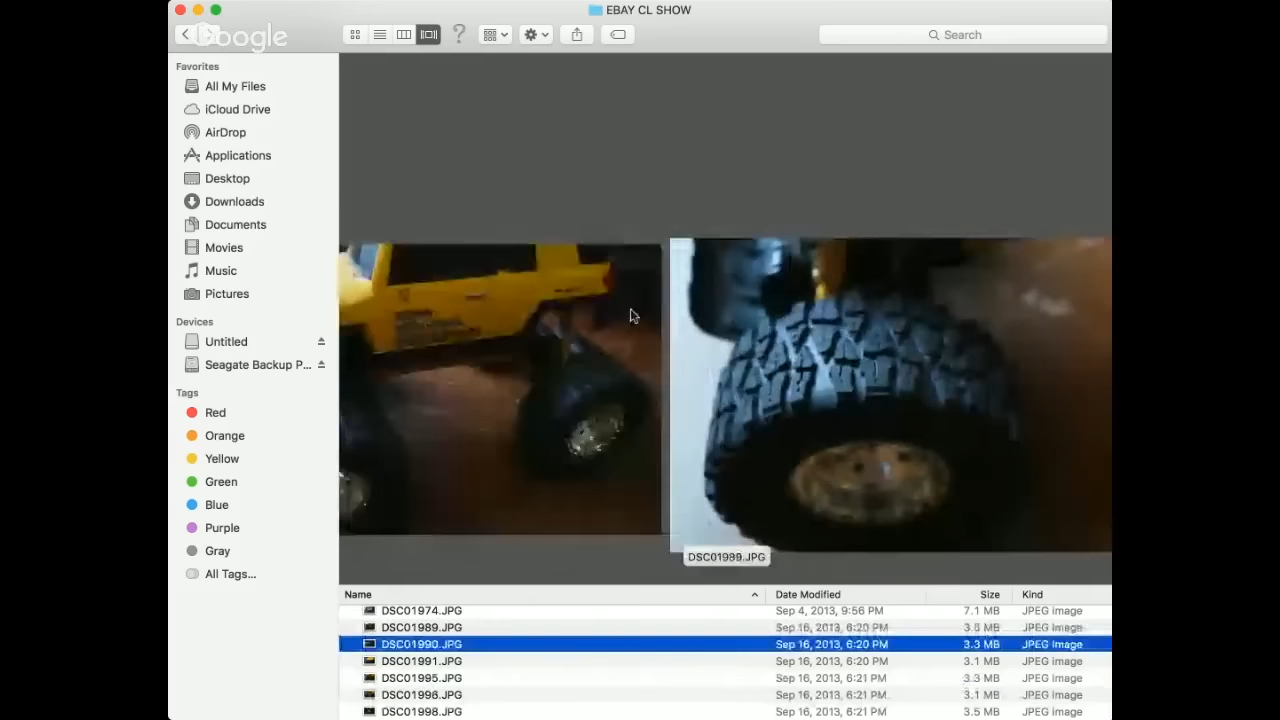 EBAY CL SHOW
Google
Search
Favorites
All My Files
iCloud Drive
AirDrop
Applications
Desktop
Downloads
Documents
Movies
Music
Pictures
Devices
Untitled
Seagate Backup P...
Tags
Red
Orange
Yellow
Green
Blue
Purple
Gray
All Tags...
DSC01989.JPG
Name Date Modified Size Kind
DSC01974.JPG Sep 4, 2013, 9:56 PM 7.1 MB JPEG image
DSC01989.JPG Sep 16, 2013, 6:20 PM 3.6 MB JPEG image
DSC01990.JPG Sep 16, 2013, 6:20 PM 3.3 MB JPEG image
DSC01991.JPG Sep 16, 2013, 6:20 PM 3.1 MB JPEG image
DSC01995.JPG Sep 16, 2013, 6:21 PM 3.3 MB JPEG image
DSC01996.JPG Sep 16, 2013, 6:21 PM 3.1 MB JPEG image
DSC01998.JPG Sep 16, 2013, 6:21 PM 3.5 MB JPEG image